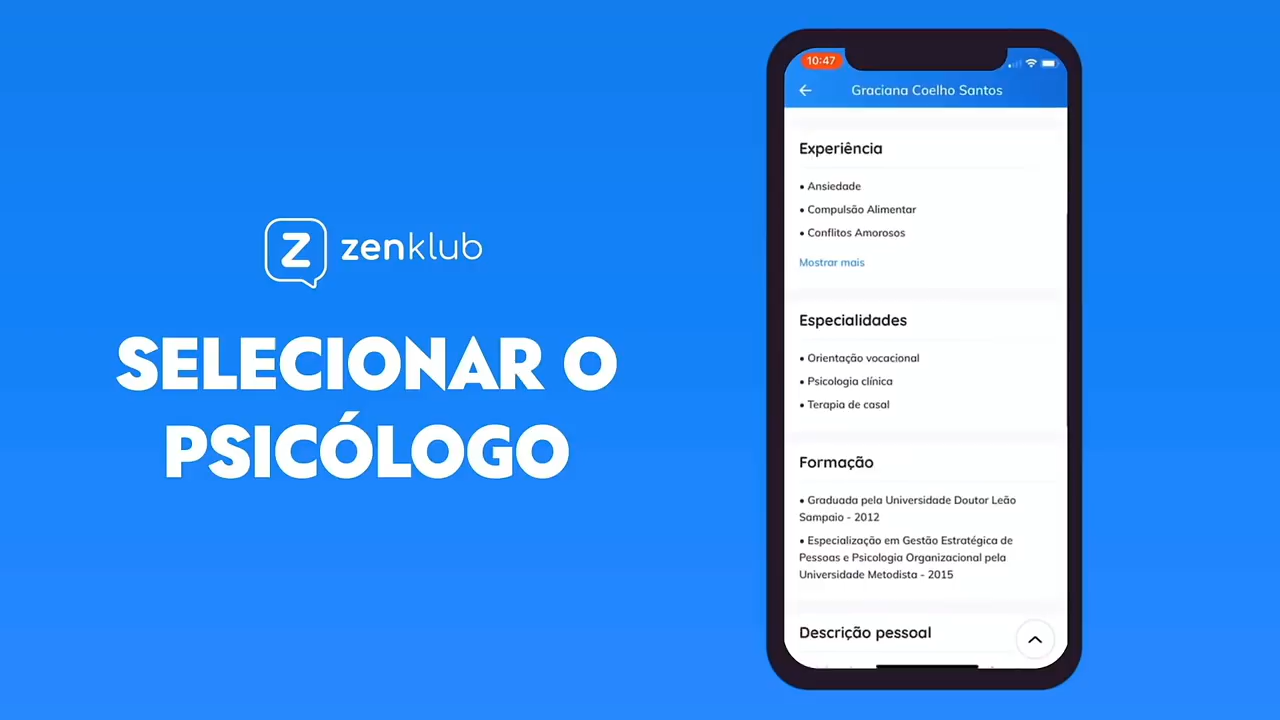 zenklub
SELECIONAR O
PSICÓLOGO
10:47
Graciana Coelho Santos
Experiência
• Ansiedade
• Compulsão Alimentar
• Conflitos Amorosos
Mostrar mais
Especialidades
• Orientação vocacional
• Psicologia clínica
• Terapia de casal
Formação
• Graduada pela Universidade Doutor Leão
Sampaio - 2012
• Especialização em Gestão Estratégica de
Pessoas e Psicologia Organizacional pela
Universidade Metodista - 2015
Descrição pessoal